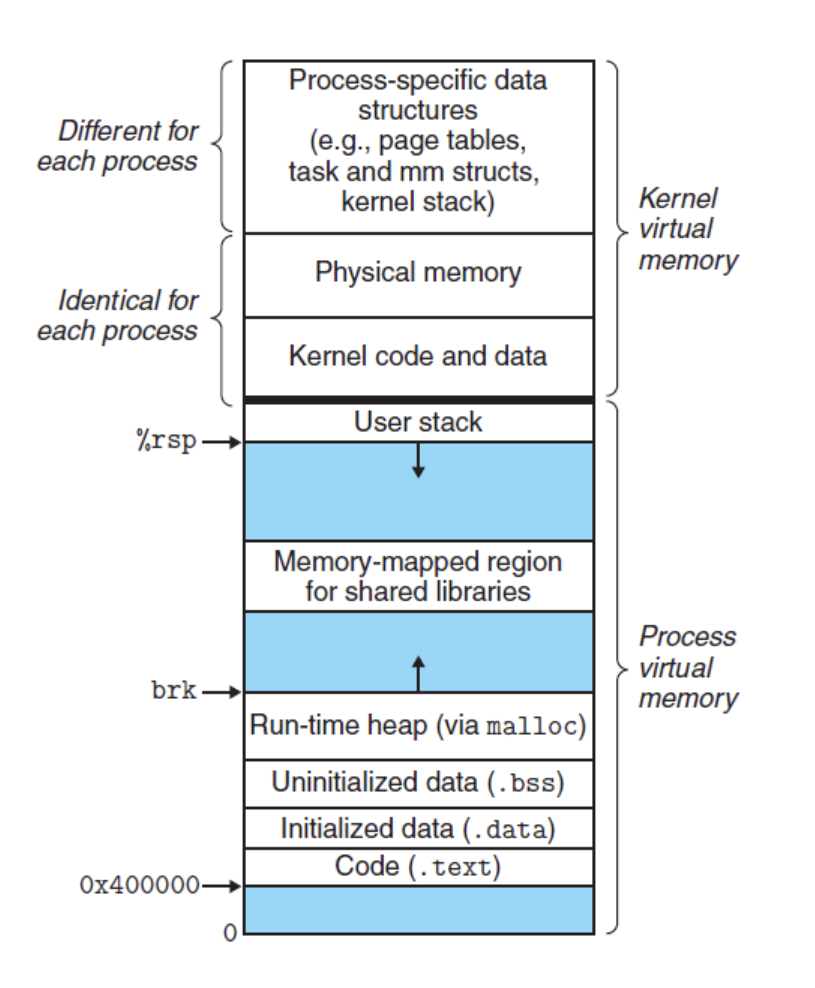 Process-specific data
structures
(e.g., page tables,
task and mm structs,
kernel stack)
Different for
each process
Kernel
virtual
memory
Physical memory
Identical for
each process
Kernel code and data
User stack
%rsp
Memory-mapped region
for shared libraries
Process
virtual
memory
brk
Run-time heap (via malloc)
Uninitialized data (.bss)
Initialized data (.data)
Code (.text)
0x400000
0